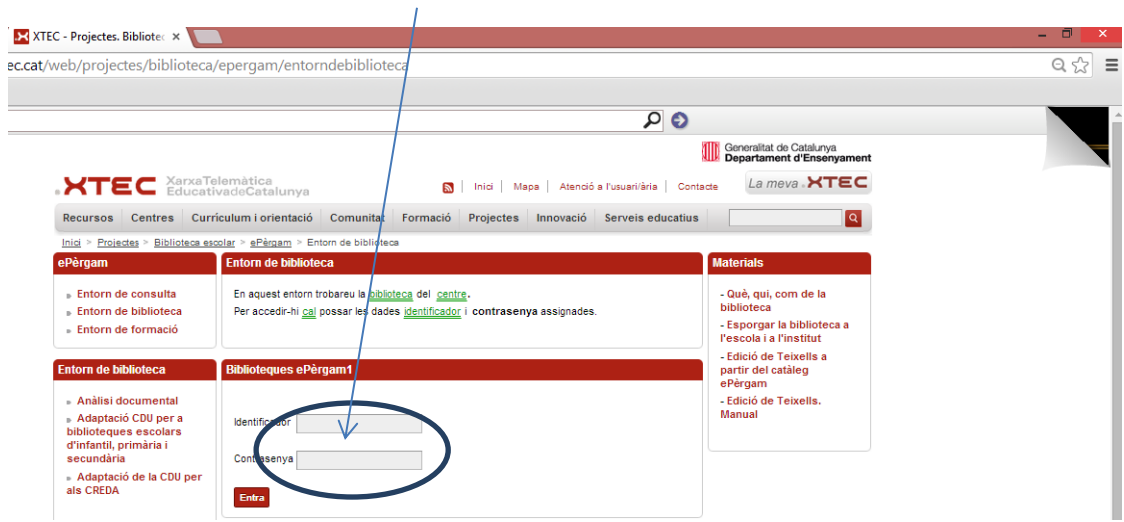 XTEC - Projectes. Bibliotec
ec.cat/web/projectes/biblioteca/epergam/entorndebiblioteca
Generalitat de Catalunya
Departament d'Ensenyament
XTEC XarxaTelemàtica
EducativadeCatalunya
Inici | Mapa | Atenció a l'usuari/ària | Contacte
La meva XTEC
Recursos Centres Currículum i orientació Comunitat Formació Projectes Innovació Serveis educatius
Inici > Projectes > Biblioteca escolar > ePèrgam > Entorn de biblioteca
ePèrgam
» Entorn de consulta
» Entorn de biblioteca
» Entorn de formació
Entorn de biblioteca
» Anàlisi documental
» Adaptació CDU per a
biblioteques escolars
d'infantil, primària i
secundària
» Adaptació de la CDU per
als CREDA
Entorn de biblioteca
En aquest entorn trobareu la biblioteca del centre.
Per accedir-hi cal possar les dades identificador i contrasenya assignades.
Biblioteques ePèrgam1
Identificador
Contrasenya
Entra
Materials
- Què, qui, com de la
biblioteca
- Esporgar la biblioteca a
l'escola i a l'institut
- Edició de Teixells a
partir del catàleg
ePèrgam
- Edició de Teixells.
Manual